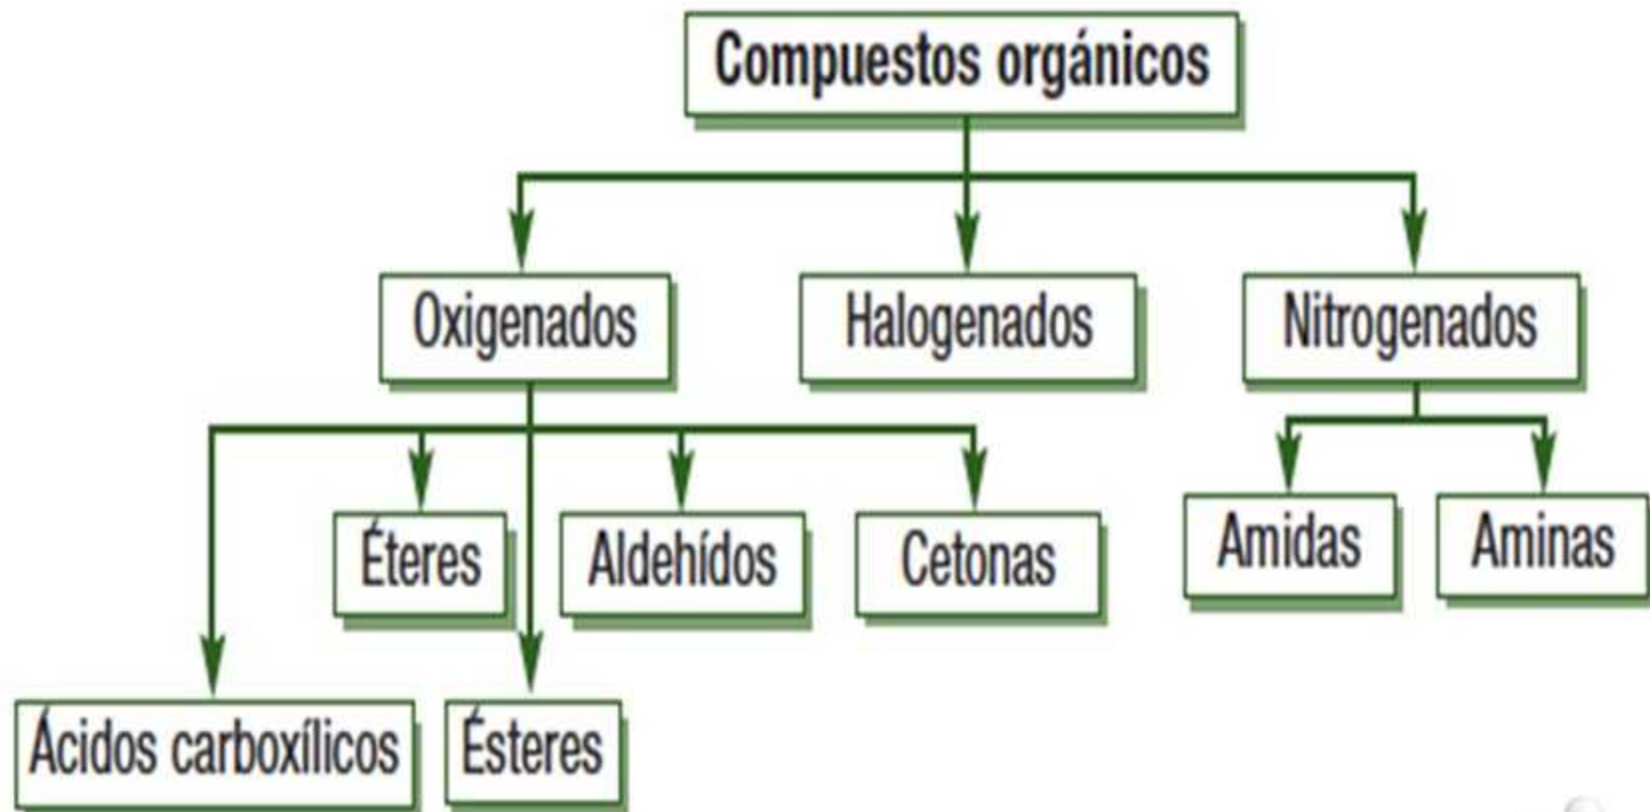 Compuestos orgánicos
Oxigenados
Halogenados
Nitrogenados
Éteres
Aldehídos
Cetonas
Amidas
Aminas
Ácidos carboxílicos
Ésteres